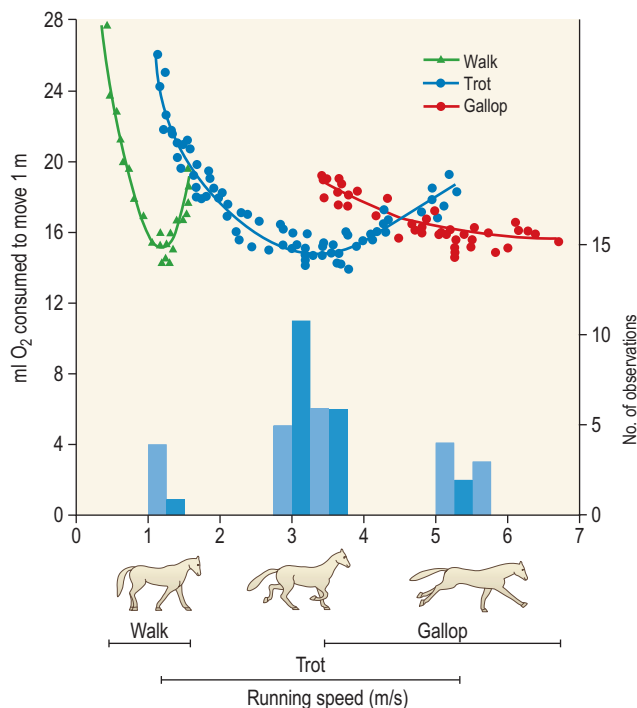 28
24
20
16
12
8
4
0
ml O2 consumed to move 1 m
Walk
Trot
Gallop
15
10
5
0
No. of observations
0 1 2 3 4 5 6 7
Walk
Gallop
Trot
Running speed (m/s)